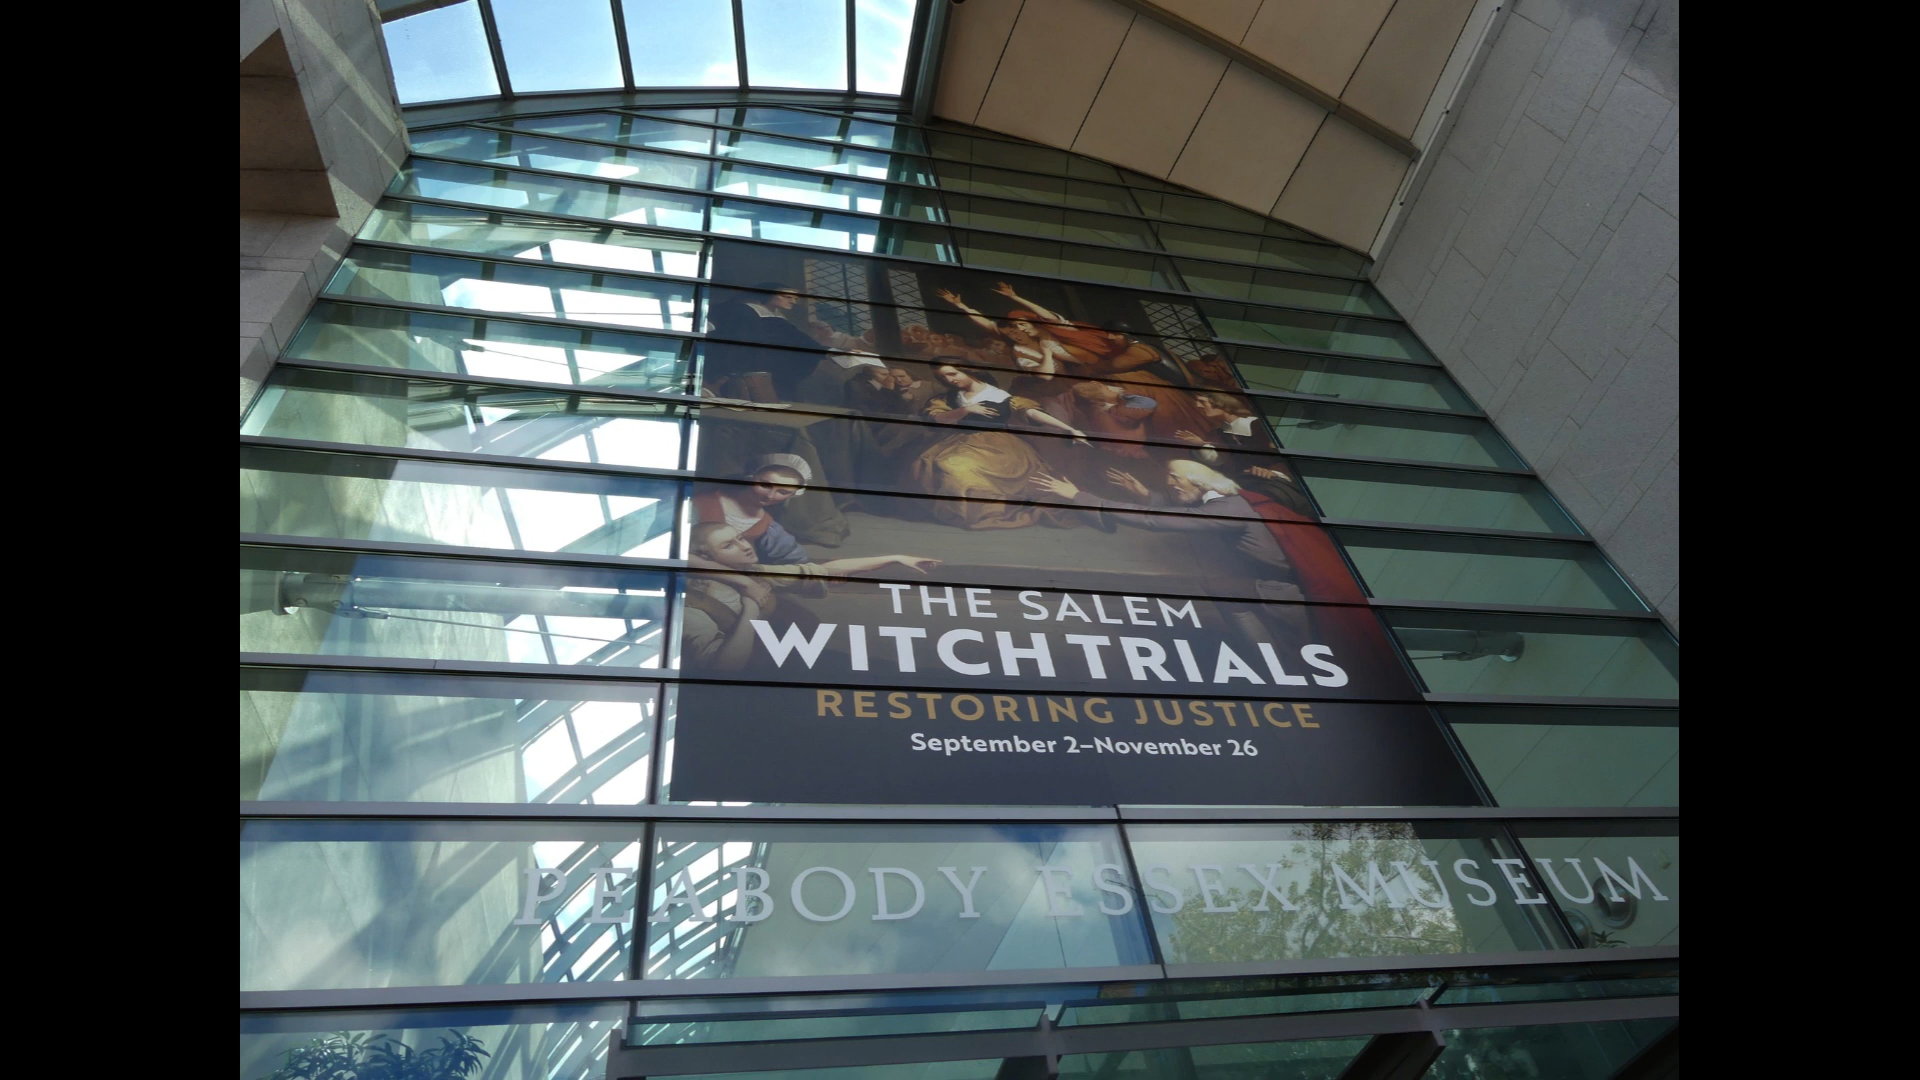 THE SALEM
WITCH TRIALS
RESTORING JUSTICE
September 2–November 26
PEABODY ESSEX MUSEUM